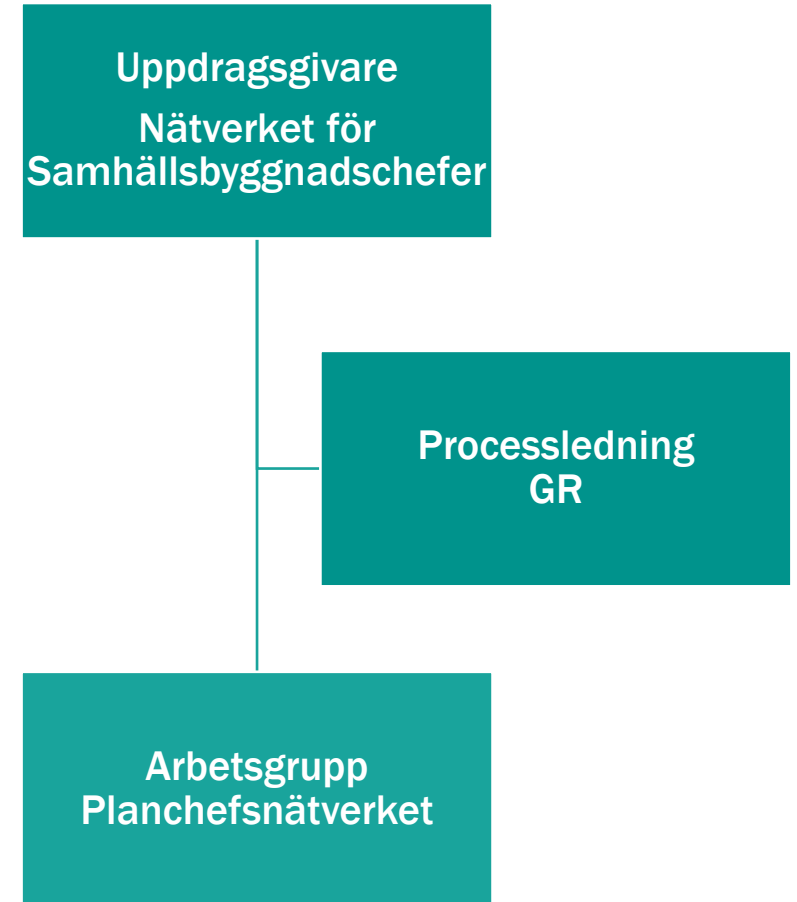 Uppdragsgivare
Nätverket för
Samhällsbyggnadschefer
Processledning
GR
Arbetsgrupp
Planchefsnätverket